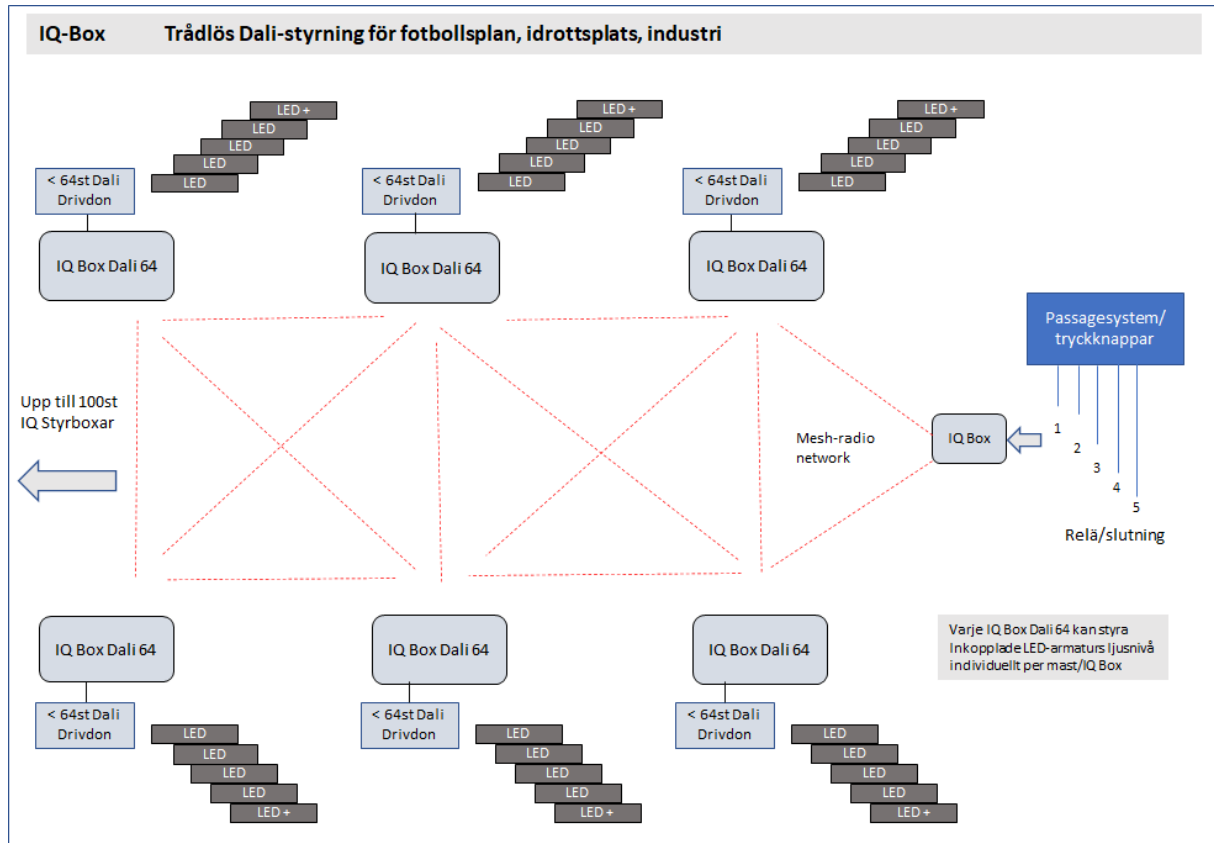 IQ-Box Trådlös Dali-styrning för fotbollsplan, idrottsplats, industri
LED +
LED
LED
LED
LED
LED +
LED
LED
LED
LED
LED +
LED
LED
LED
LED
< 64st Dali
Drivdon
< 64st Dali
Drivdon
< 64st Dali
Drivdon
IQ Box Dali 64
IQ Box Dali 64
IQ Box Dali 64
Passagesystem/
tryckknappar
Upp till 100st
IQ Styrboxar
Mesh-radio
network
IQ Box
1
2
3
4
5
Relä/slutning
IQ Box Dali 64
IQ Box Dali 64
IQ Box Dali 64
Varje IQ Box Dali 64 kan styra
Inkopplade LED-armaturs ljusnivå
individuellt per mast/IQ Box
< 64st Dali
Drivdon
< 64st Dali
Drivdon
< 64st Dali
Drivdon
LED
LED
LED
LED
LED +
LED
LED
LED
LED
LED +
LED
LED
LED
LED
LED +